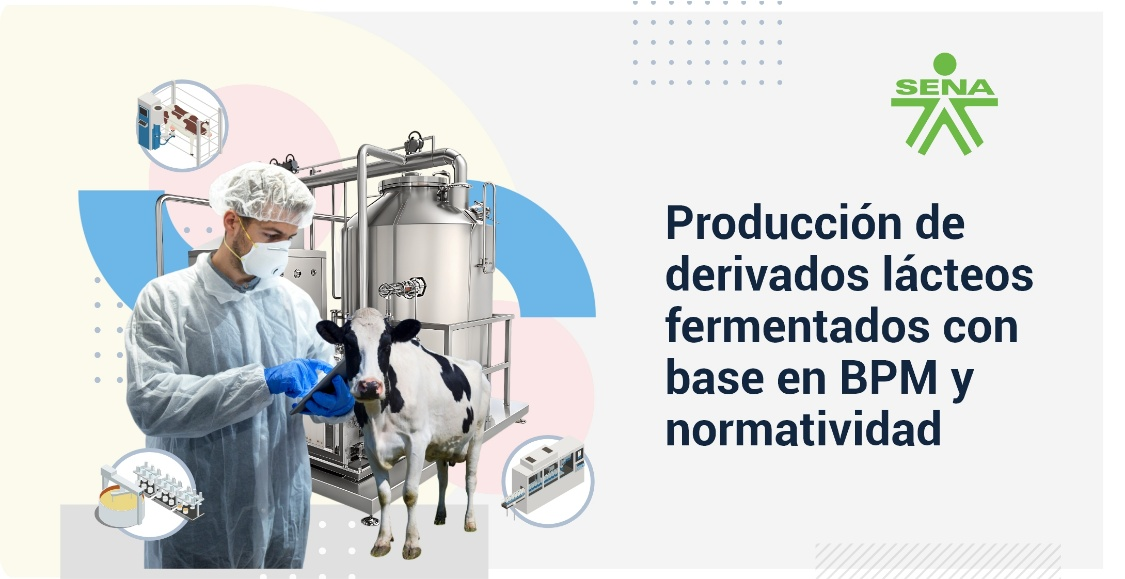 SENA
Producción de
derivados lácteos
fermentados con
base en BPM y
normatividad